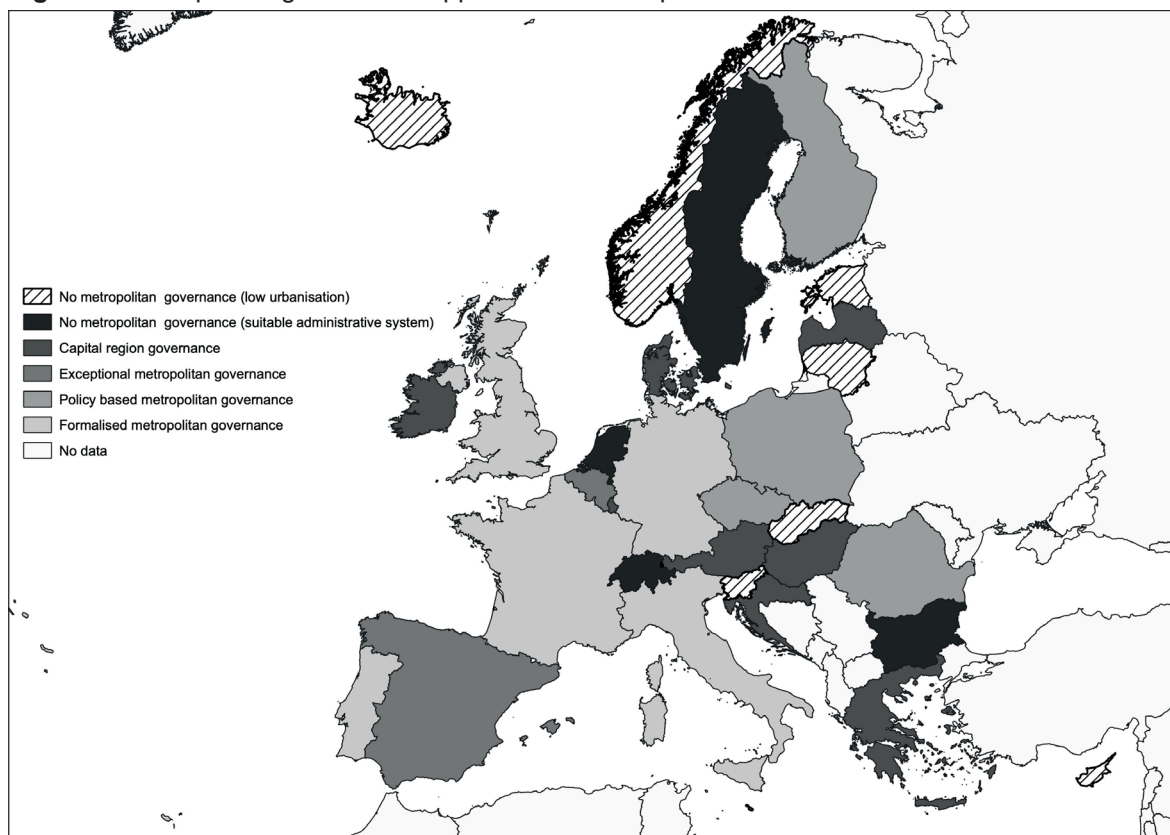 No metropolitan governance (low urbanisation)
No metropolitan governance (suitable administrative system)
Capital region governance
Exceptional metropolitan governance
Policy based metropolitan governance
Formalised metropolitan governance
No data